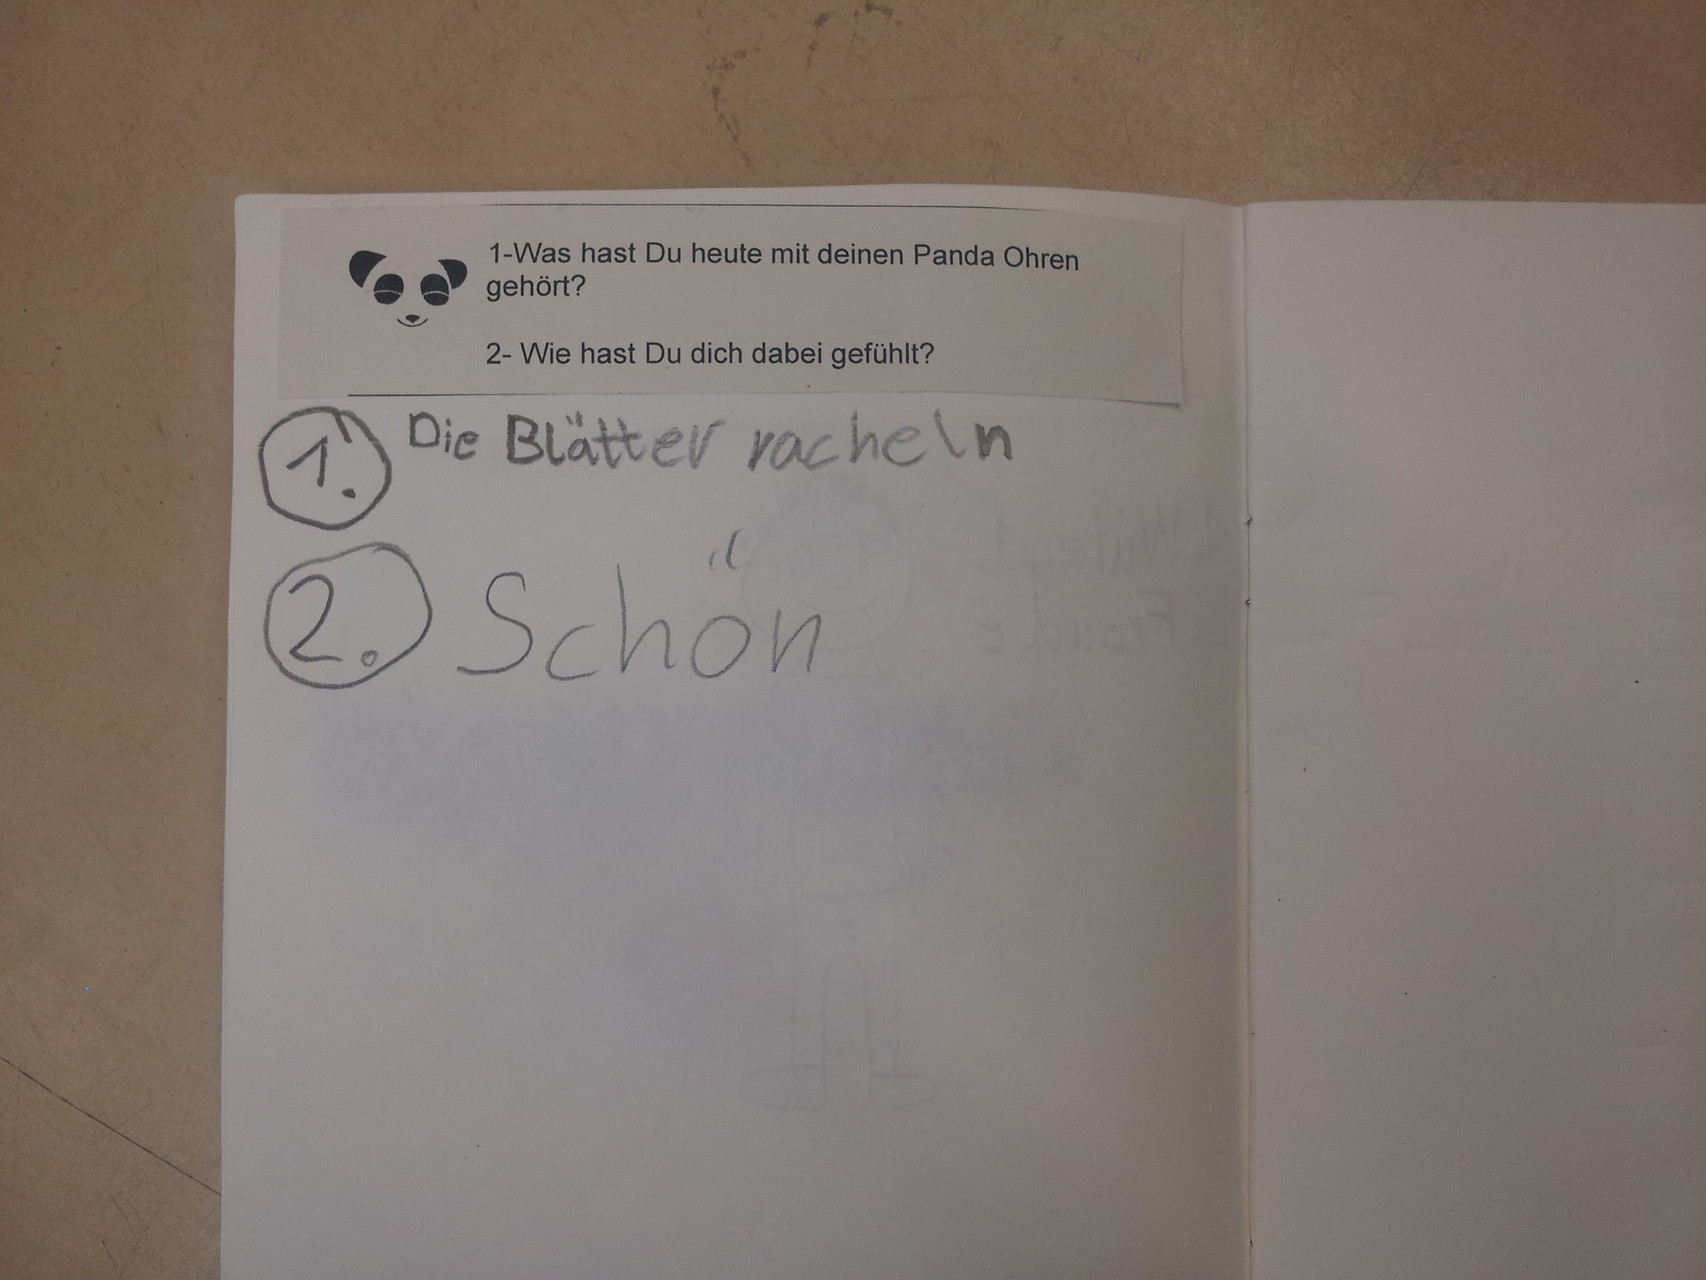 1-Was hast Du heute mit deinen Panda Ohren
gehört?
2- Wie hast Du dich dabei gefühlt?
1. Die Blätter racheln
2. Schön